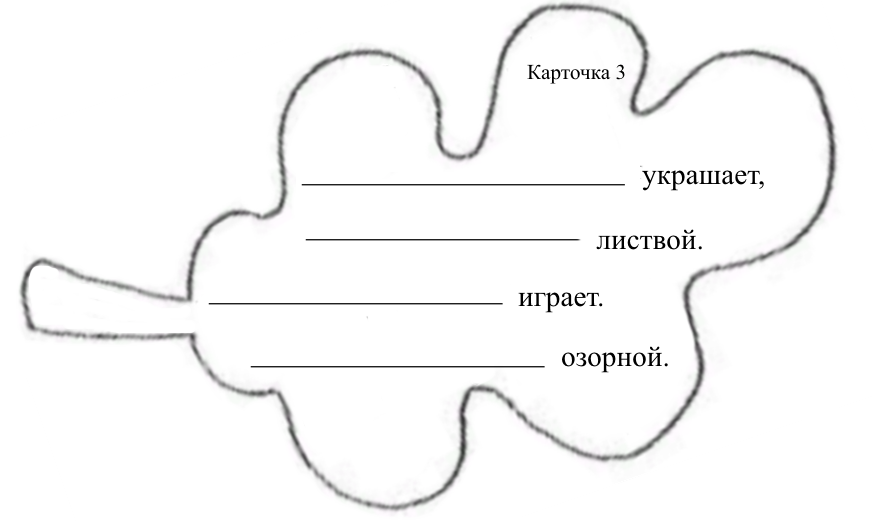 Карточка 3
украшает,
листвой.
играет.
озорной.